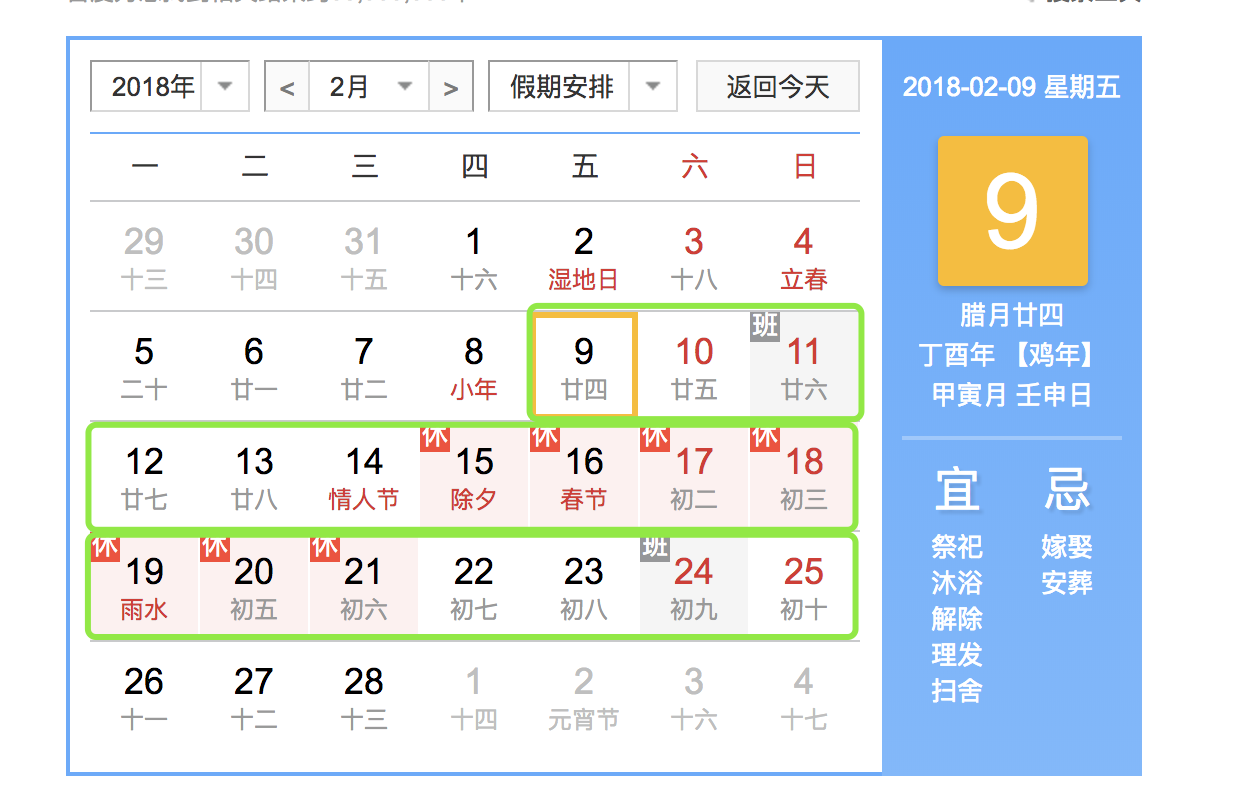 2018年 < 2月 > 假期安排 返回今天
一 二 三 四 五 六 日
29 30 31 1 2 3 4
十三 十四 十五 十六 湿地日 十八 立春
班
5 6 7 8 9 10 11
二十 廿一 廿二 小年 廿四 廿五 廿六
休 休 休 休
12 13 14 15 16 17 18
廿七 廿八 情人节 除夕 春节 初二 初三
休 休 休 班
19 20 21 22 23 24 25
雨水 初五 初六 初七 初八 初九 初十
26 27 28 1 2 3 4
十一 十二 十三 十四 元宵节 十六 十七
2018-02-09 星期五
9
腊月廿四
丁酉年 【鸡年】
甲寅月 壬申日
宜 忌
祭祀 嫁娶
沐浴 安葬
解除
理发
扫舍